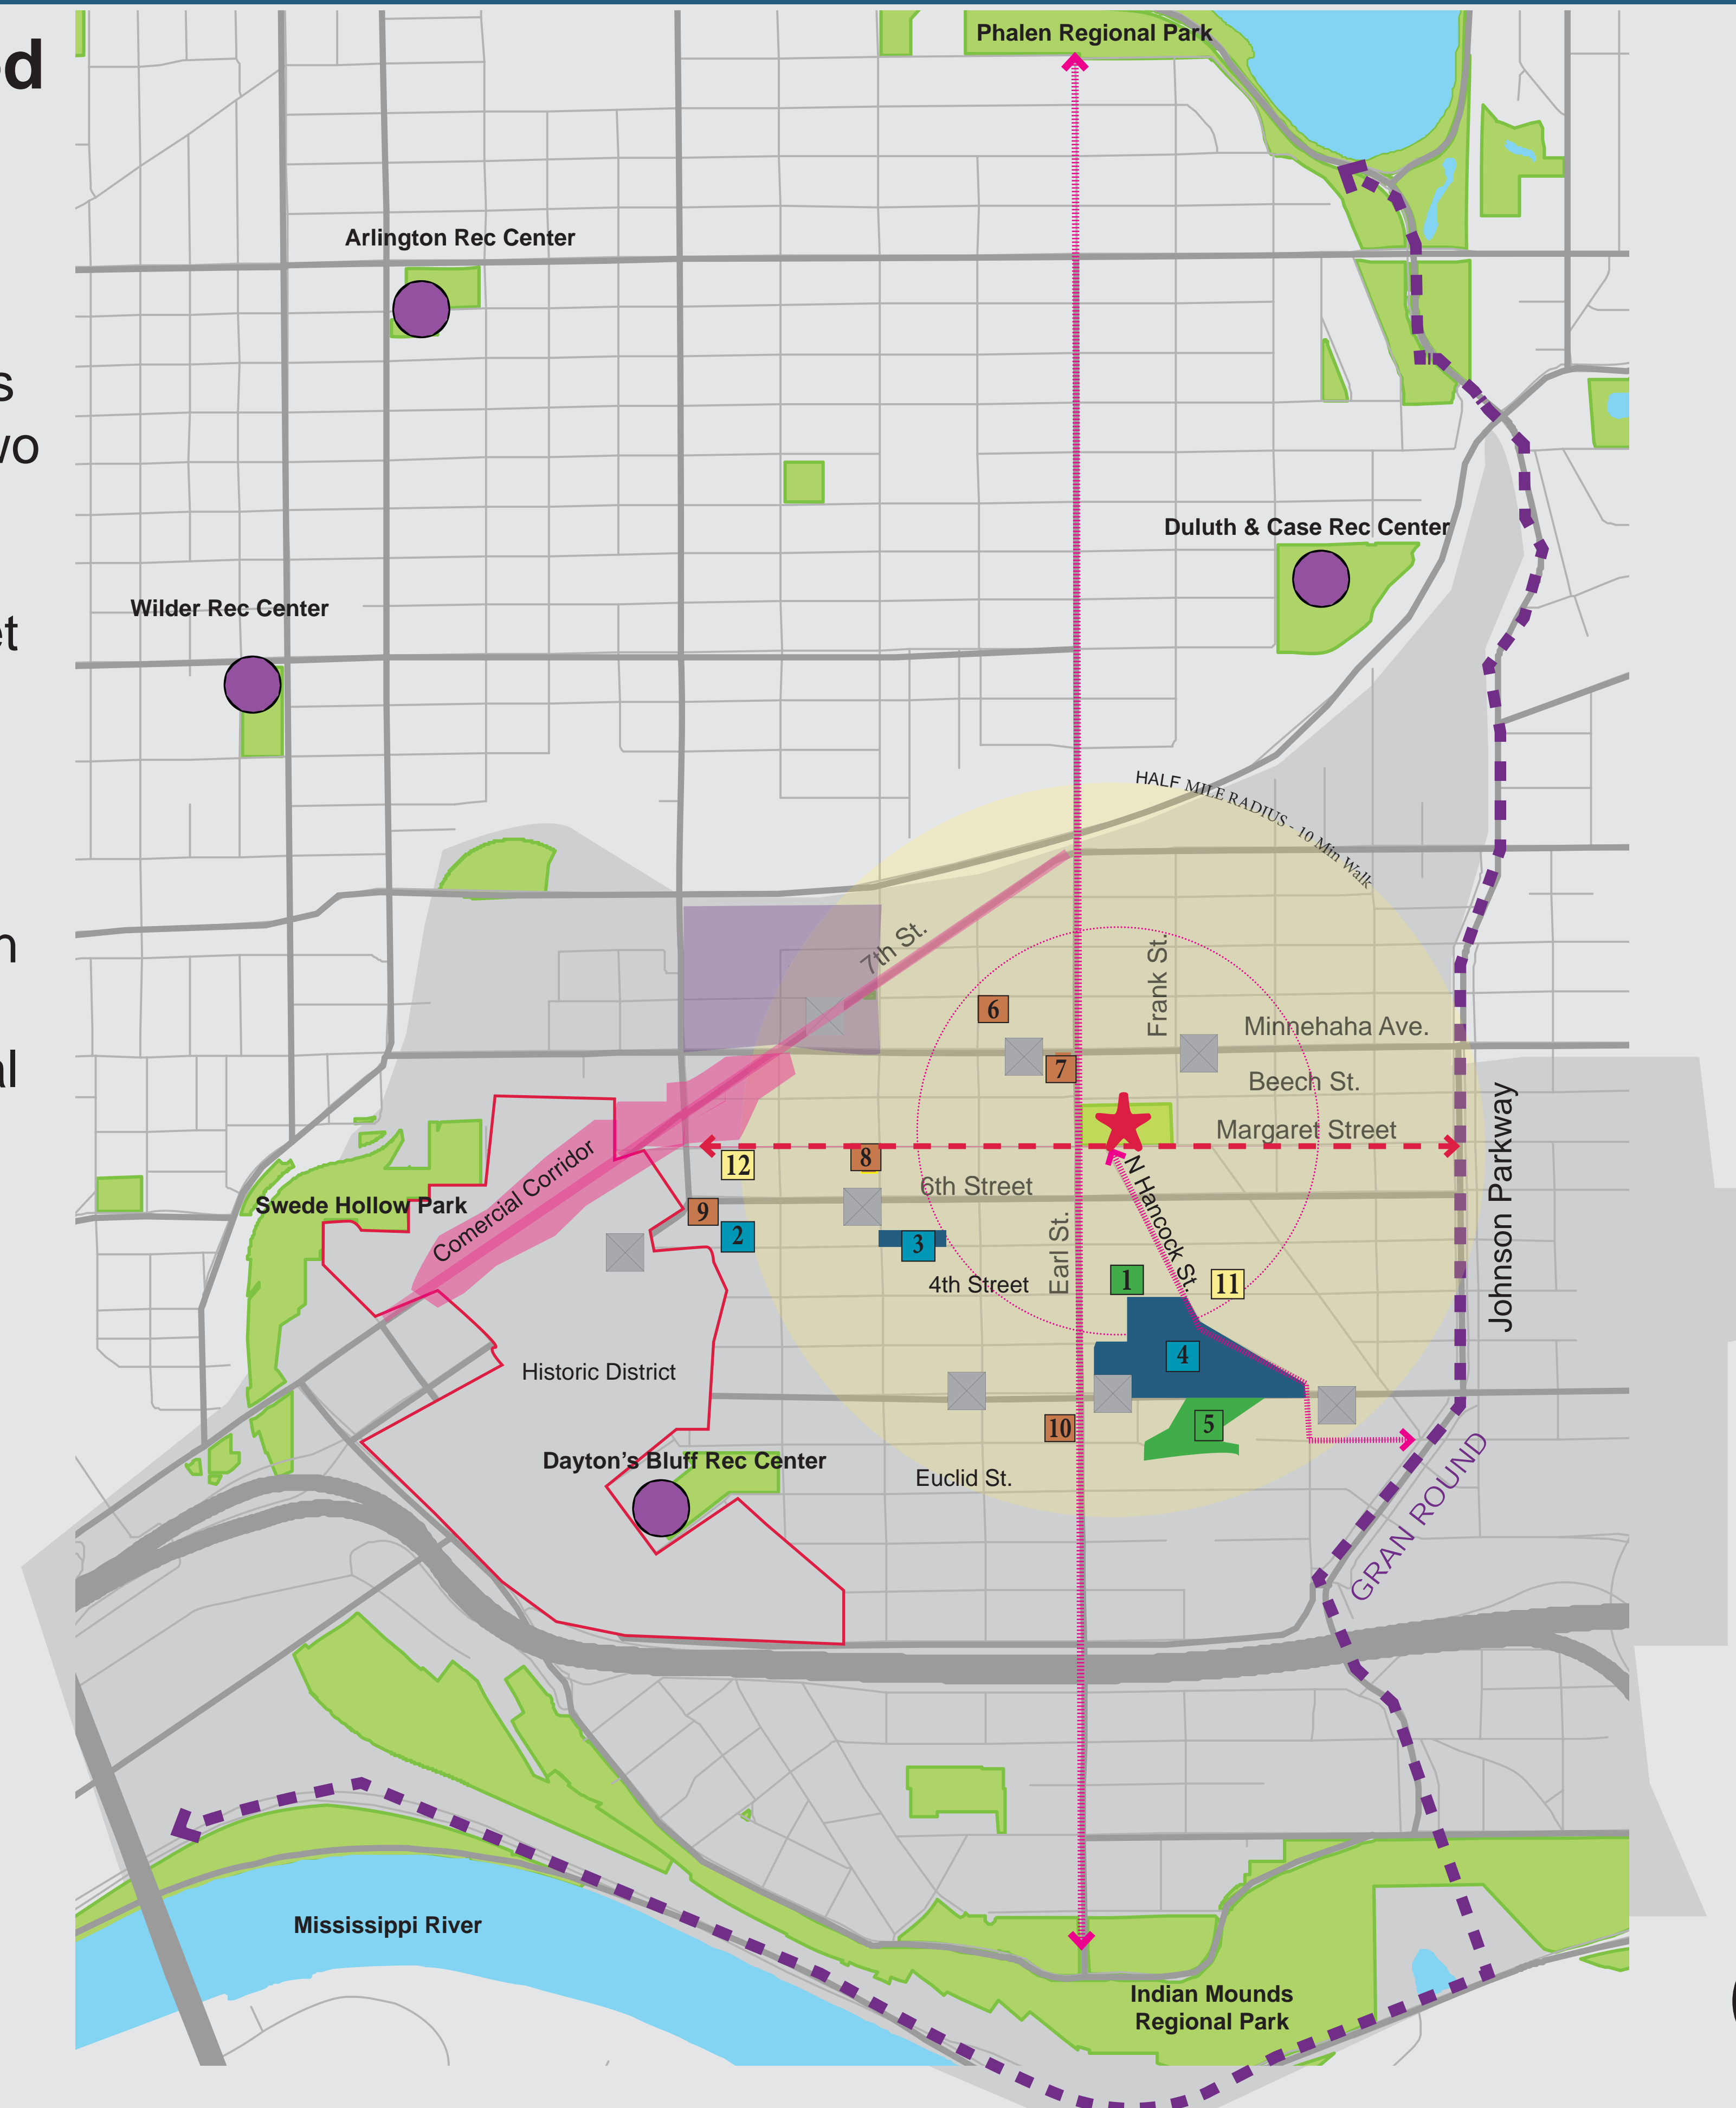 d
Phalen Regional Park
Arlington Rec Center
s
vo
Duluth & Case Rec Center
Wilder Rec Center
et
HALF MILE RADIUS - 10 Min Walk
7th St.
n
Frank St.
6
Minnehaha Ave.
7
al
Beech St.
Margaret Street
Johnson Parkway
12
8
Comercial Corridor
N Hancock St.
6th Street
Swede Hollow Park
9
2
3
Earl St.
4th Street
1
11
4
Historic District
5
10
Dayton's Bluff Rec Center
Euclid St.
GRAN ROUND
Mississippi River
Indian Mounds
Regional Park